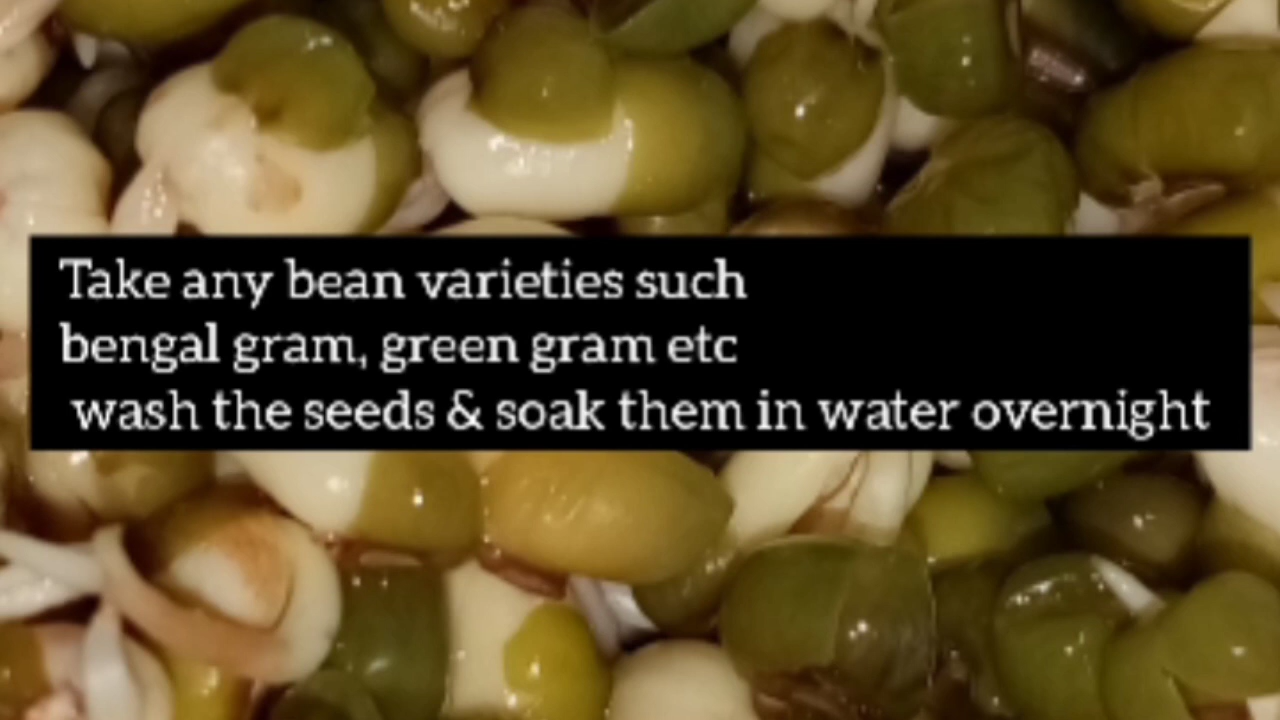 Take any bean varieties such
bengal gram, green gram etc
wash the seeds & soak them in water overnight